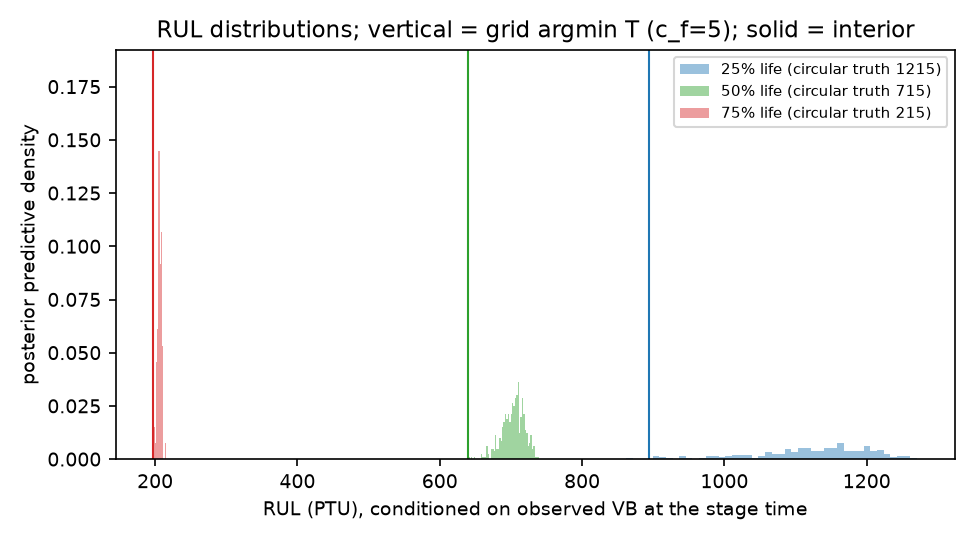 RUL distributions; vertical = grid argmin T (c_f=5); solid = interior
25% life (circular truth 1215)
50% life (circular truth 715)
75% life (circular truth 215)
posterior predictive density
0.175
0.150
0.125
0.100
0.075
0.050
0.025
0.000
200 400 600 800 1000 1200
RUL (PTU), conditioned on observed VB at the stage time